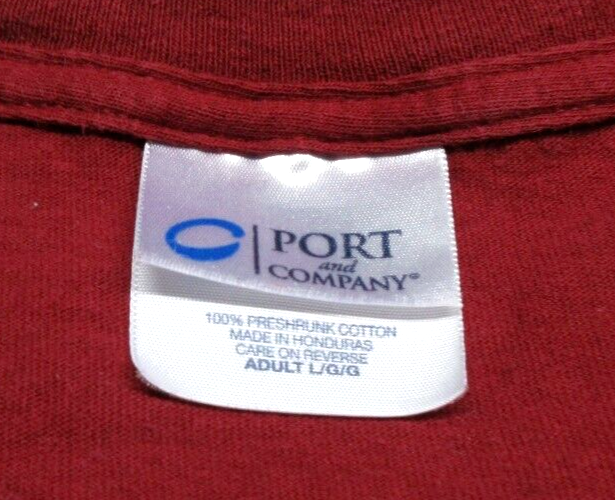 PORT
and
COMPANY®
100% PRESHRUNK COTTON
MADE IN HONDURAS
CARE ON REVERSE
ADULT L/G/G